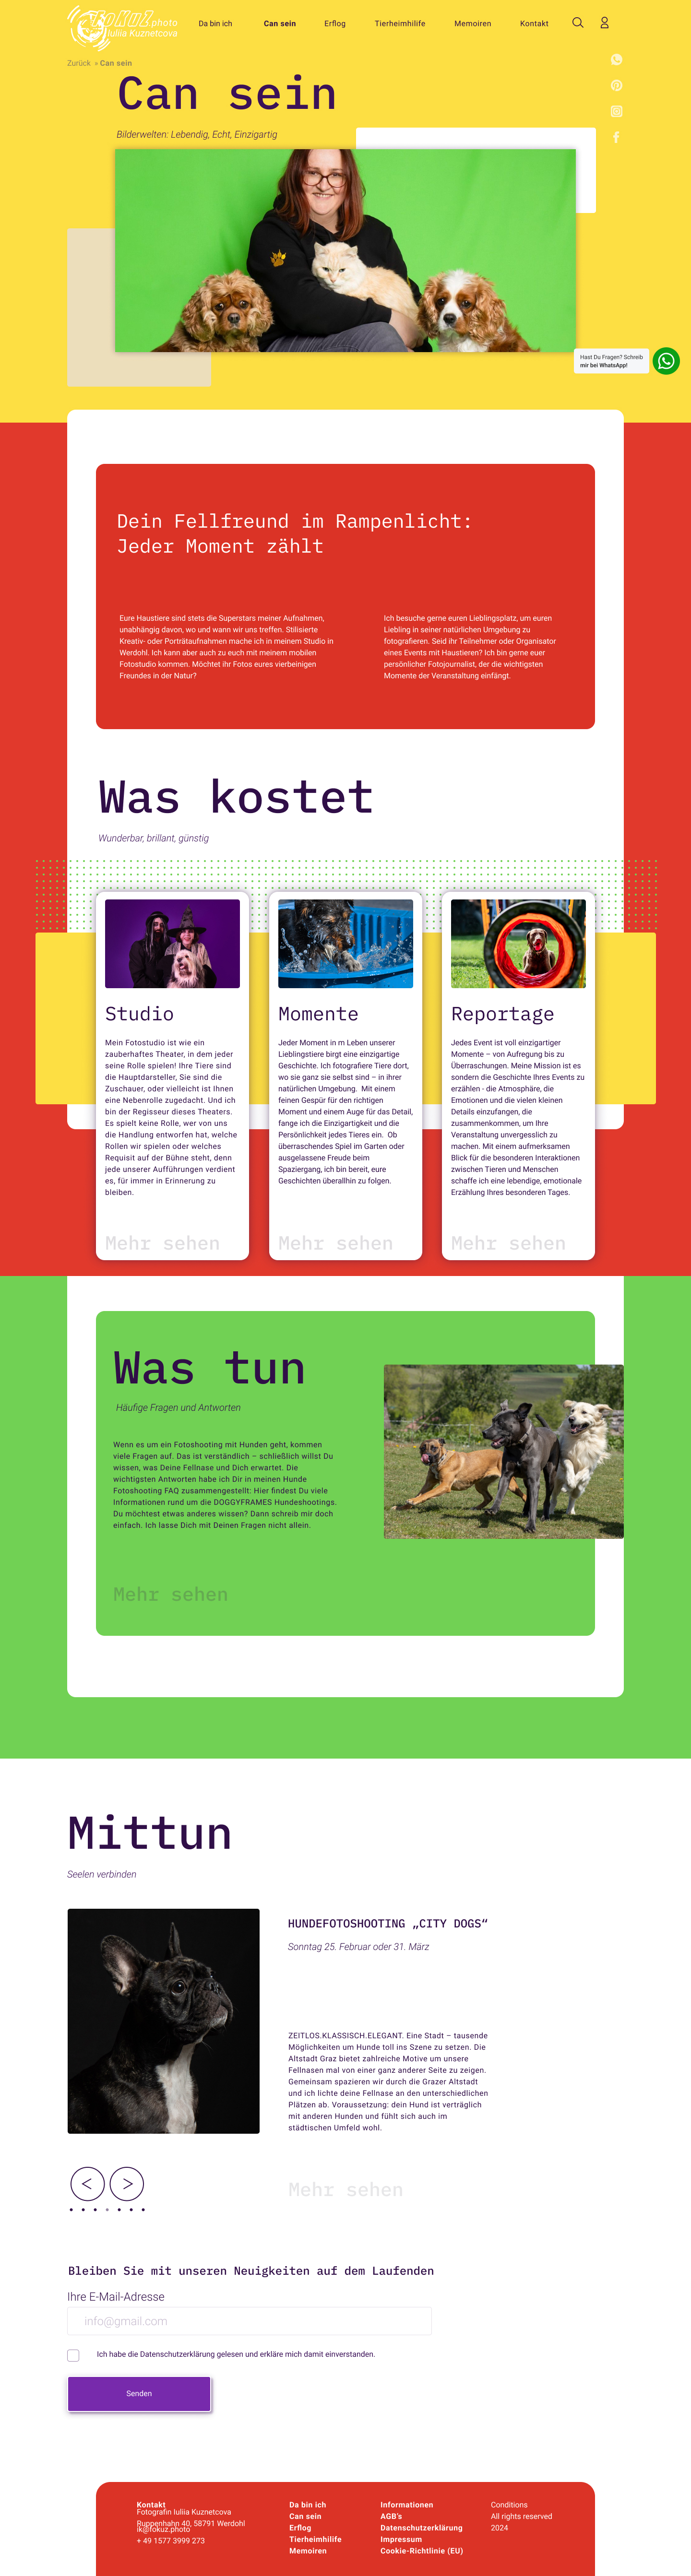 FoKuZ photo
Iuliia Kuznetcova
Da bin ich
Can sein
Erflog
Tierheimhilife
Memoiren
Kontakt
Zurück » Can sein
Can sein
Bilderwelten: Lebendig, Echt, Einzigartig
Hast Du Fragen? Schreib
mir bei WhatsApp!
Dein Fellfreund im Rampenlicht:
Jeder Moment zählt
Eure Haustiere sind stets die Superstars meiner Aufnahmen,
unabhängig davon, wo und wann wir uns treffen. Stilisierte
Kreativ- oder Porträtaufnahmen mache ich in meinem Studio in
Werdohl. Ich kann aber auch zu euch mit meinem mobilen
Fotostudio kommen. Möchtet ihr Fotos eures vierbeinigen
Freundes in der Natur?
Ich besuche gerne euren Lieblingsplatz, um euren
Liebling in seiner natürlichen Umgebung zu
fotografieren. Seid ihr Teilnehmer oder Organisator
eines Events mit Haustieren? Ich bin gerne euer
persönlicher Fotojournalist, der die wichtigsten
Momente der Veranstaltung einfängt.
Was kostet
Wunderbar, brillant, günstig
Studio
Mein Fotostudio ist wie ein
zauberhaftes Theater, in dem jeder
seine Rolle spielen! Ihre Tiere sind
die Hauptdarsteller, Sie sind die
Zuschauer, oder vielleicht ist Ihnen
eine Nebenrolle zugedacht. Und ich
bin der Regisseur dieses Theaters.
Es spielt keine Rolle, wer von uns
die Handlung entworfen hat, welche
Rollen wir spielen oder welches
Requisit auf der Bühne steht, denn
jede unserer Aufführungen verdient
es, für immer in Erinnerung zu
bleiben.
Mehr sehen
Momente
Jeder Moment in m Leben unserer
Lieblingstiere birgt eine einzigartige
Geschichte. Ich fotografiere Tiere dort,
wo sie ganz sie selbst sind – in ihrer
natürlichen Umgebung. Mit einem
feinen Gespür für den richtigen
Moment und einem Auge für das Detail,
fange ich die Einzigartigkeit und die
Persönlichkeit jedes Tieres ein. Ob
überraschendes Spiel im Garten oder
ausgelassene Freude beim
Spaziergang, ich bin bereit, eure
Geschichten überallhin zu folgen.
Mehr sehen
Reportage
Jedes Event ist voll einzigartiger
Momente – von Aufregung bis zu
Überraschungen. Meine Mission ist es
sondern die Geschichte Ihres Events zu
erzählen - die Atmosphäre, die
Emotionen und die vielen kleinen
Details einzufangen, die
zusammenkommen, um Ihre
Veranstaltung unvergesslich zu
machen. Mit einem aufmerksamen
Blick für die besonderen Interaktionen
zwischen Tieren und Menschen
schaffe ich eine lebendige, emotionale
Erzählung Ihres besonderen Tages.
Mehr sehen
Was tun
Häufige Fragen und Antworten
Wenn es um ein Fotoshooting mit Hunden geht, kommen
viele Fragen auf. Das ist verständlich – schließlich willst Du
wissen, was Deine Fellnase und Dich erwartet. Die
wichtigsten Antworten habe ich Dir in meinen Hunde
Fotoshooting FAQ zusammengestellt: Hier findest Du viele
Informationen rund um die DOGGYFRAMES Hundeshootings.
Du möchtest etwas anderes wissen? Dann schreib mir doch
einfach. Ich lasse Dich mit Deinen Fragen nicht allein.
Mehr sehen
Mittun
Seelen verbinden
HUNDEFOTOSHOOTING „CITY DOGS“
Sonntag 25. Februar oder 31. März
ZEITLOS.KLASSISCH.ELEGANT. Eine Stadt – tausende
Möglichkeiten um Hunde toll ins Szene zu setzen. Die
Altstadt Graz bietet zahlreiche Motive um unsere
Fellnasen mal von einer ganz anderer Seite zu zeigen.
Gemeinsam spazieren wir durch die Grazer Altstadt
und ich lichte deine Fellnase an den unterschiedlichen
Plätzen ab. Voraussetzung: dein Hund ist verträglich
mit anderen Hunden und fühlt sich auch im
städtischen Umfeld wohl.
Mehr sehen
Bleiben Sie mit unseren Neuigkeiten auf dem Laufenden
Ihre E-Mail-Adresse
info@gmail.com
Ich habe die Datenschutzerklärung gelesen und erkläre mich damit einverstanden.
Senden
Kontakt
Fotografin Iuliia Kuznetcova
Ruppenhahn 40, 58791 Werdohl
ik@fokuz.photo
+ 49 1577 3999 273
Da bin ich
Can sein
Erflog
Tierheimhilife
Memoiren
Informationen
AGB's
Datenschutzerklärung
Impressum
Cookie-Richtlinie (EU)
Conditions
All rights reserved
2024